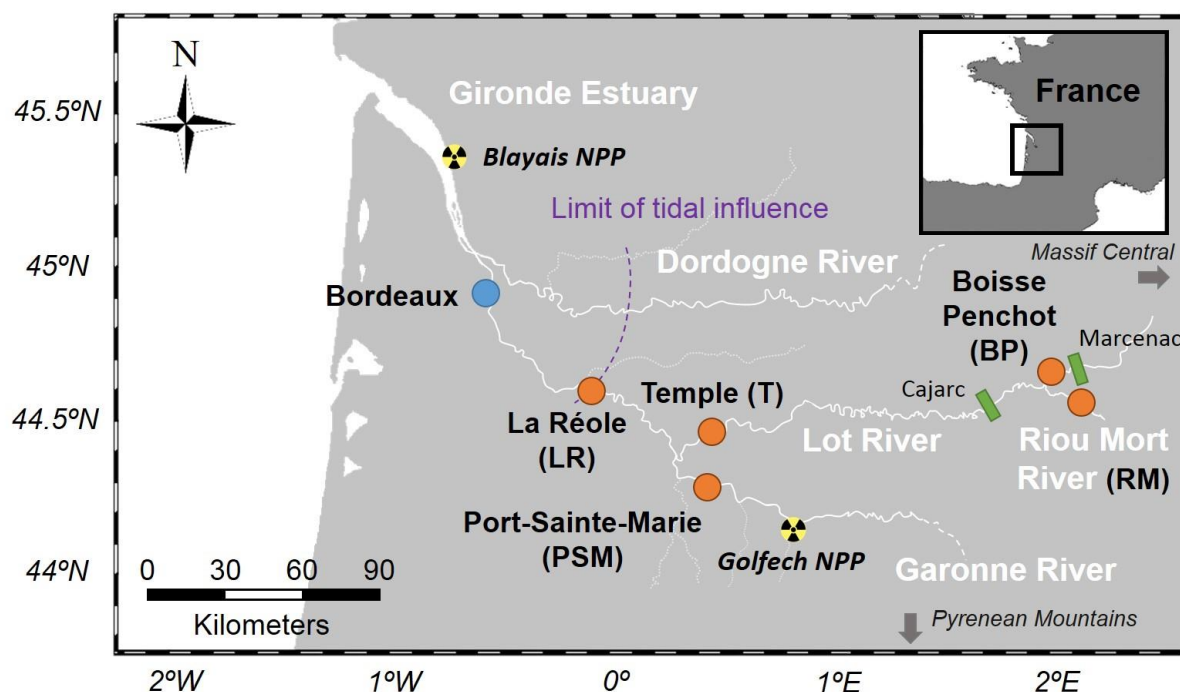 N
France
45.5ºN
45ºN
44.5ºN
44ºN
Gironde Estuary
Blayais NPP
Limit of tidal influence
Dordogne River
Massif Central
Bordeaux
Boisse
Penchot
(BP)
Marcenac
Cajarc
Temple (T)
La Réole
(LR)
Lot River
Riou Mort
River (RM)
Port-Sainte-Marie
(PSM)
Golfech NPP
Garonne River
Pyrenean Mountains
0 30 60 90
Kilometers
2ºW 1ºW 0º 1ºE 2ºE